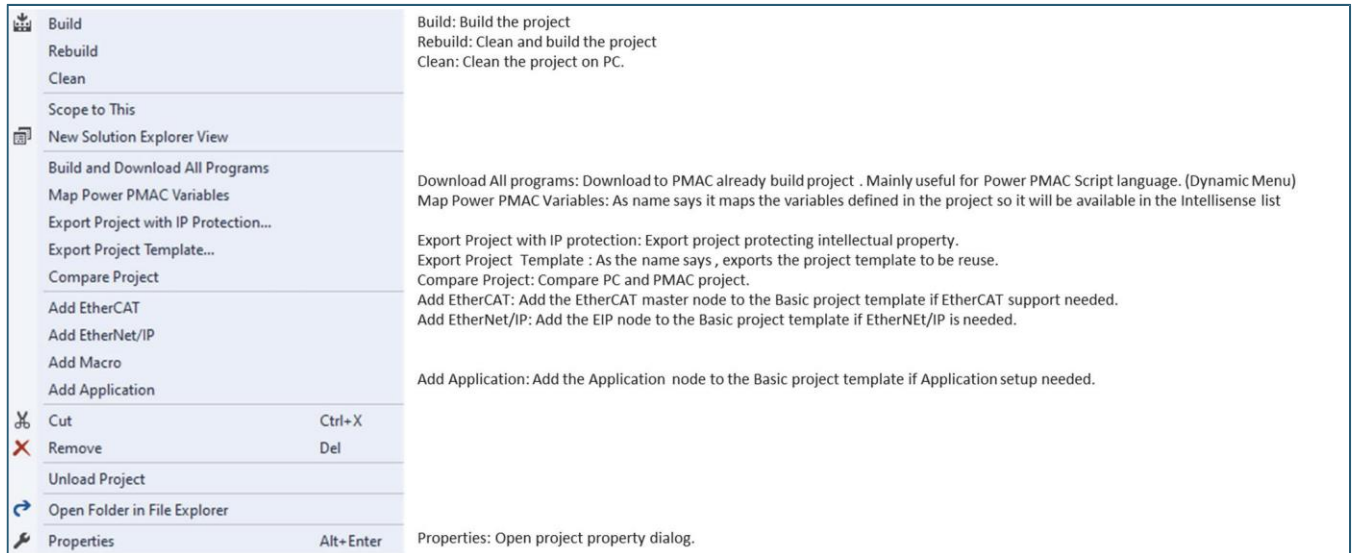 Build
Rebuild
Clean
Scope to This
New Solution Explorer View
Build and Download All Programs
Map Power PMAC Variables
Export Project with IP Protection...
Export Project Template...
Compare Project
Add EtherCAT
Add EtherNet/IP
Add Macro
Add Application
Cut Ctrl+X
Remove Del
Unload Project
Open Folder in File Explorer
Properties Alt+Enter
Build: Build the project
Rebuild: Clean and build the project
Clean: Clean the project on PC.
Download All programs: Download to PMAC already build project . Mainly useful for Power PMAC Script language. (Dynamic Menu)
Map Power PMAC Variables: As name says it maps the variables defined in the project so it will be available in the Intellisense list
Export Project with IP protection: Export project protecting intellectual property.
Export Project Template : As the name says , exports the project template to be reuse.
Compare Project: Compare PC and PMAC project.
Add EtherCAT: Add the EtherCAT master node to the Basic project template if EtherCAT support needed.
Add EtherNet/IP: Add the EIP node to the Basic project template if EtherNEt/IP is needed.
Add Application: Add the Application node to the Basic project template if Application setup needed.
Properties: Open project property dialog.